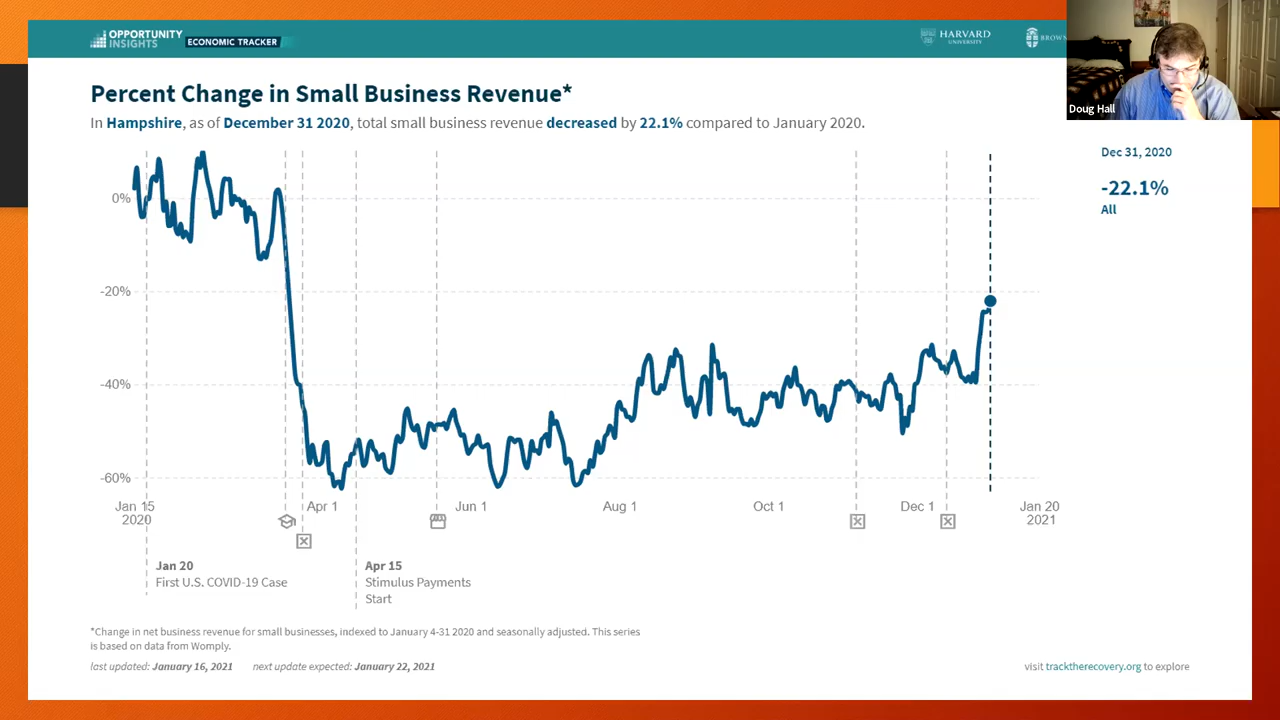 OPPORTUNITY
INSIGHTS
ECONOMIC TRACKER
HARVARD
UNIVERSITY
BROWN
Doug Hall
Percent Change in Small Business Revenue*
In Hampshire, as of December 31 2020, total small business revenue decreased by 22.1% compared to January 2020.
Dec 31, 2020
-22.1%
All
0%
-20%
-40%
-60%
Jan 15
2020
Apr 1
Jun 1
Aug 1
Oct 1
Dec 1
Jan 20
2021
Jan 20
First U.S. COVID-19 Case
Apr 15
Stimulus Payments
Start
*Change in net business revenue for small businesses, indexed to January 4-31 2020 and seasonally adjusted. This series
is based on data from Womply.
last updated: January 16, 2021 next update expected: January 22, 2021
visit tracktherecovery.org to explore